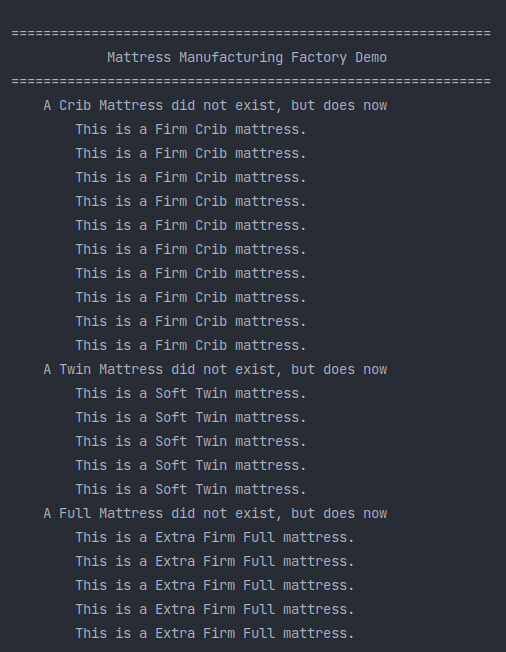 ============================================================
Mattress Manufacturing Factory Demo
============================================================
A Crib Mattress did not exist, but does now
This is a Firm Crib mattress.
This is a Firm Crib mattress.
This is a Firm Crib mattress.
This is a Firm Crib mattress.
This is a Firm Crib mattress.
This is a Firm Crib mattress.
This is a Firm Crib mattress.
This is a Firm Crib mattress.
This is a Firm Crib mattress.
This is a Firm Crib mattress.
A Twin Mattress did not exist, but does now
This is a Soft Twin mattress.
This is a Soft Twin mattress.
This is a Soft Twin mattress.
This is a Soft Twin mattress.
This is a Soft Twin mattress.
A Full Mattress did not exist, but does now
This is a Extra Firm Full mattress.
This is a Extra Firm Full mattress.
This is a Extra Firm Full mattress.
This is a Extra Firm Full mattress.
This is a Extra Firm Full mattress.